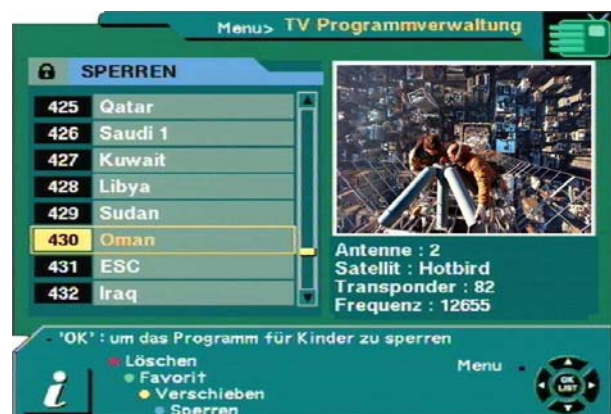 Menu> TV Programmverwaltung
SPERREN
425 Qatar
426 Saudi 1
427 Kuwait
428 Libya
429 Sudan
430 Oman
431 ESC
432 Iraq
Antenne : 2
Satellit : Hotbird
Transponder : 82
Frequenz : 12655
'OK' : um das Programm für Kinder zu sperren
Löschen
Favorit
Verschieben
Sperren
Menu
OK
LIST
i